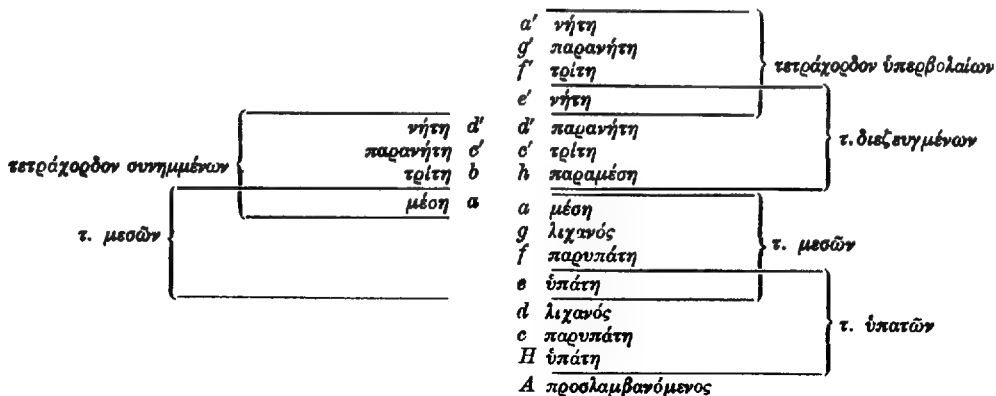 a' νήτη
g' παρανήτη
f' τρίτη
τετράχορδον ὑπερβολαίων
e' νήτη
νήτη d' d' παρανήτη
τ. διεζευγμένων
παρανήτη c' c' τρίτη
τετράχορδον συνημμένων
τρίτη b h παραμέση
μέση a a μέση
τ. μεσῶν
g λιχανός
τ. μεσῶν
f παρυπάτη
e ὑπάτη
d λιχανός
τ. ὑπατῶν
c παρυπάτη
H ὑπάτη
A προσλαμβανόμενος